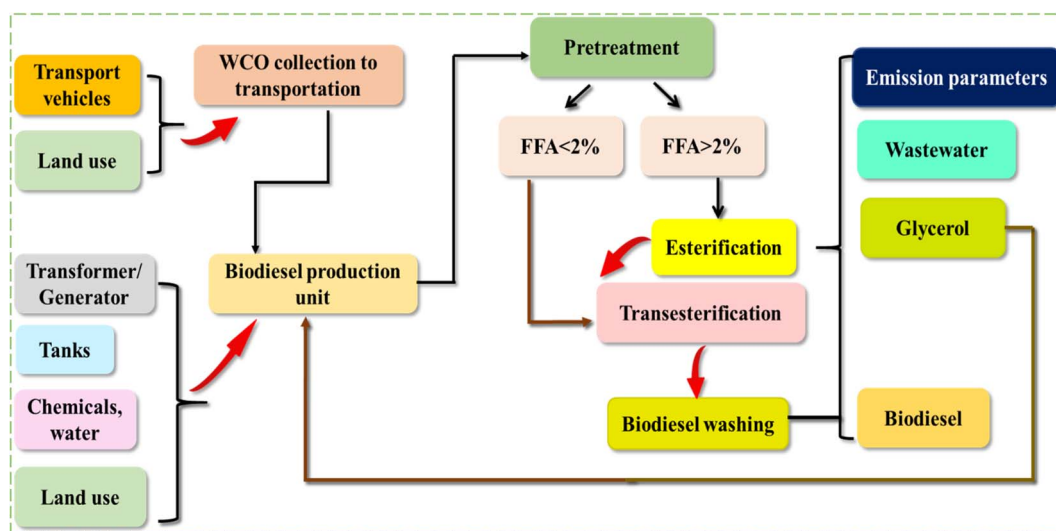 Transport
vehicles
Land use
WCO collection to
transportation
Transformer/
Generator
Tanks
Chemicals,
water
Land use
Biodiesel production
unit
Pretreatment
FFA<2%
FFA>2%
Esterification
Transesterification
Biodiesel washing
Emission parameters
Wastewater
Glycerol
Biodiesel